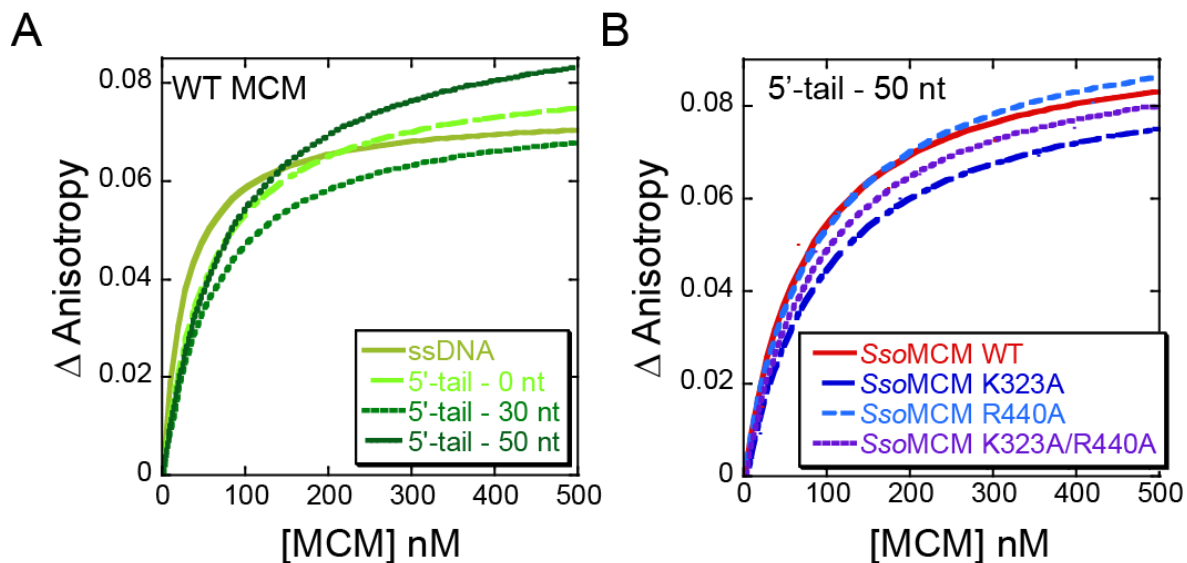 A
WT MCM
Δ Anisotropy
0.08
0.06
0.04
0.02
0
0 100 200 300 400 500
[MCM] nM
ssDNA
5'-tail - 0 nt
5'-tail - 30 nt
5'-tail - 50 nt
B
5'-tail - 50 nt
Δ Anisotropy
0.08
0.06
0.04
0.02
0
0 100 200 300 400 500
[MCM] nM
SsoMCM WT
SsoMCM K323A
SsoMCM R440A
SsoMCM K323A/R440A